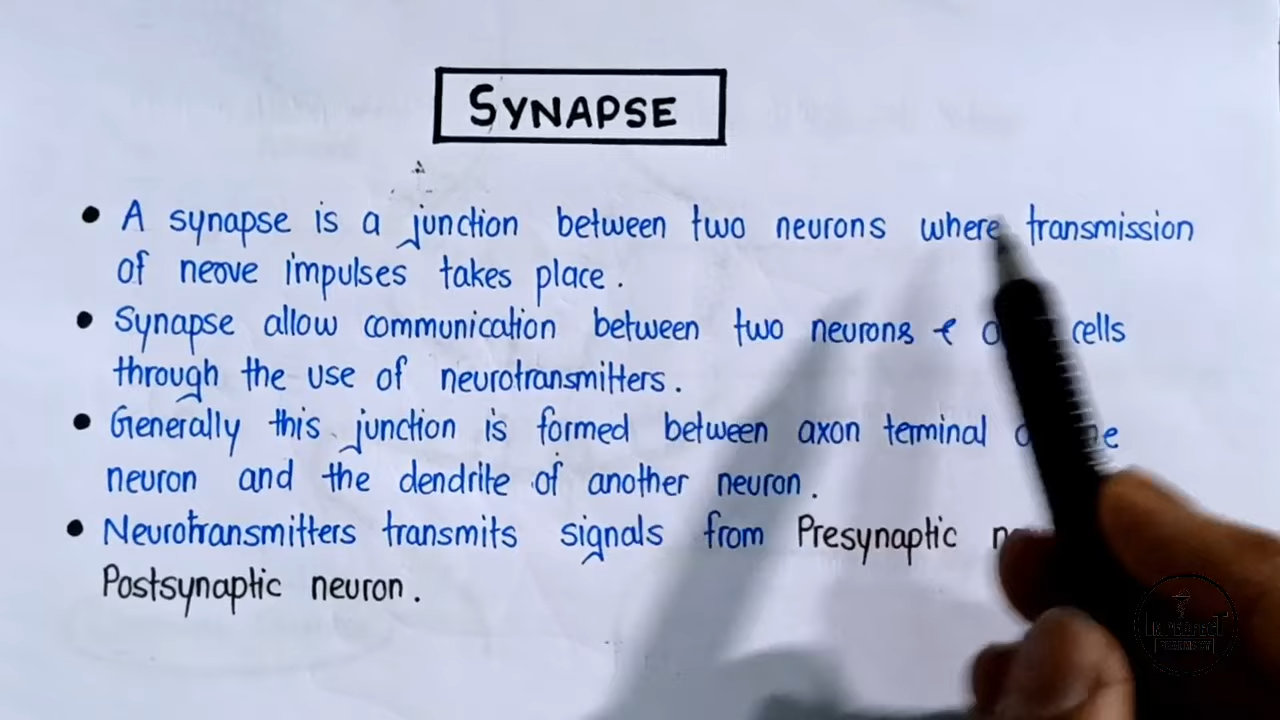 SYNAPSE
• A synapse is a junction between two neurons where transmission
of nerve impulses takes place.
• Synapse allow communication between two neurons & cells
through the use of neurotransmitters.
• Generally this junction is formed between axon terminal
neuron and the dendrite of another neuron.
• Neurotransmitters transmits signals from Presynaptic
Postsynaptic neuron.